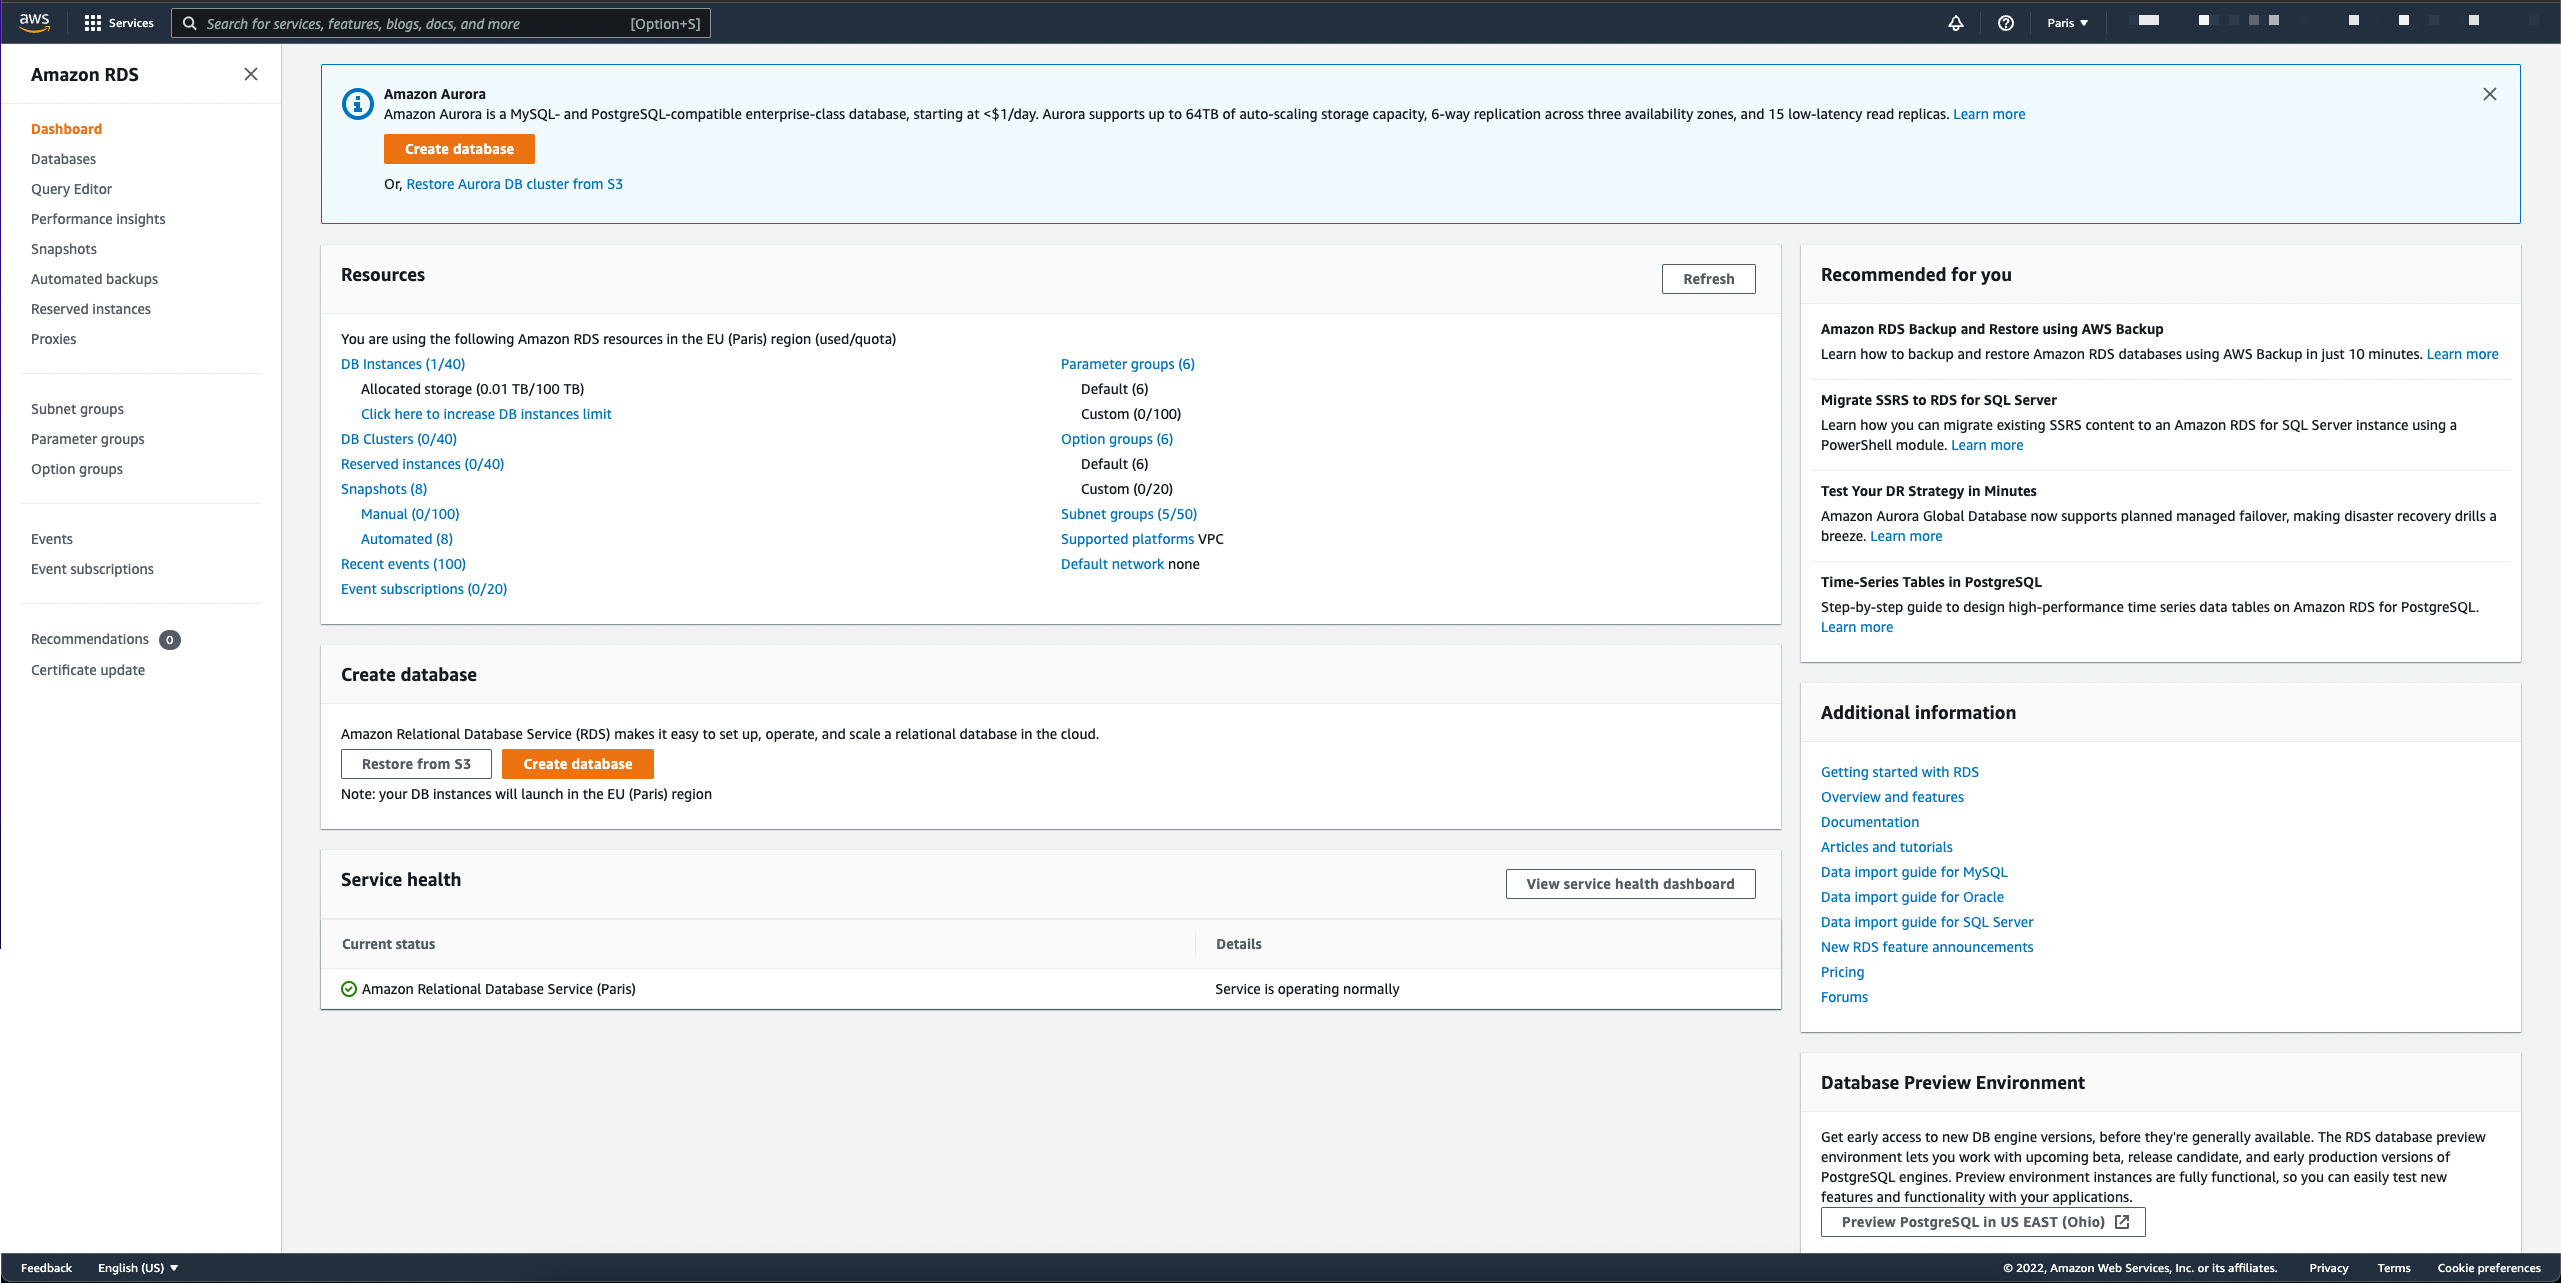 aws
Services
Search for services, features, blogs, docs, and more
[Option+S]
Paris
Amazon RDS
Dashboard
Databases
Query Editor
Performance insights
Snapshots
Automated backups
Reserved instances
Proxies
Subnet groups
Parameter groups
Option groups
Events
Event subscriptions
Recommendations 0
Certificate update
Amazon Aurora
Amazon Aurora is a MySQL- and PostgreSQL-compatible enterprise-class database, starting at <$1/day. Aurora supports up to 64TB of auto-scaling storage capacity, 6-way replication across three availability zones, and 15 low-latency read replicas. Learn more
Create database
Or, Restore Aurora DB cluster from S3
Resources
Refresh
You are using the following Amazon RDS resources in the EU (Paris) region (used/quota)
DB Instances (1/40)
Allocated storage (0.01 TB/100 TB)
Click here to increase DB instances limit
DB Clusters (0/40)
Reserved instances (0/40)
Snapshots (8)
Manual (0/100)
Automated (8)
Recent events (100)
Event subscriptions (0/20)
Parameter groups (6)
Default (6)
Custom (0/100)
Option groups (6)
Default (6)
Custom (0/20)
Subnet groups (5/50)
Supported platforms VPC
Default network none
Create database
Amazon Relational Database Service (RDS) makes it easy to set up, operate, and scale a relational database in the cloud.
Restore from S3
Create database
Note: your DB instances will launch in the EU (Paris) region
Service health
View service health dashboard
Current status
Details
Amazon Relational Database Service (Paris)
Service is operating normally
Recommended for you
Amazon RDS Backup and Restore using AWS Backup
Learn how to backup and restore Amazon RDS databases using AWS Backup in just 10 minutes. Learn more
Migrate SSRS to RDS for SQL Server
Learn how you can migrate existing SSRS content to an Amazon RDS for SQL Server instance using a
PowerShell module. Learn more
Test Your DR Strategy in Minutes
Amazon Aurora Global Database now supports planned managed failover, making disaster recovery drills a
breeze. Learn more
Time-Series Tables in PostgreSQL
Step-by-step guide to design high-performance time series data tables on Amazon RDS for PostgreSQL.
Learn more
Additional information
Getting started with RDS
Overview and features
Documentation
Articles and tutorials
Data import guide for MySQL
Data import guide for Oracle
Data import guide for SQL Server
New RDS feature announcements
Pricing
Forums
Database Preview Environment
Get early access to new DB engine versions, before they're generally available. The RDS database preview
environment lets you work with upcoming beta, release candidate, and early production versions of
PostgreSQL engines. Preview environment instances are fully functional, so you can easily test new
features and functionality with your applications.
Preview PostgreSQL in US EAST (Ohio)
Feedback
English (US)
© 2022, Amazon Web Services, Inc. or its affiliates.
Privacy
Terms
Cookie preferences